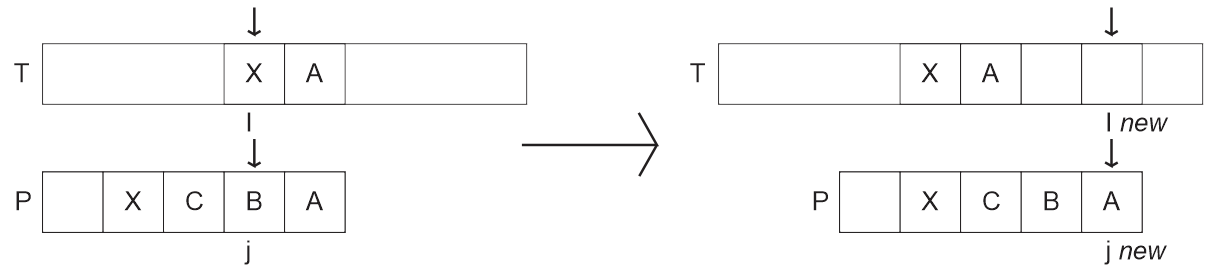 T X A
I
P X C B A
j
T X A
I new
P X C B A
j new